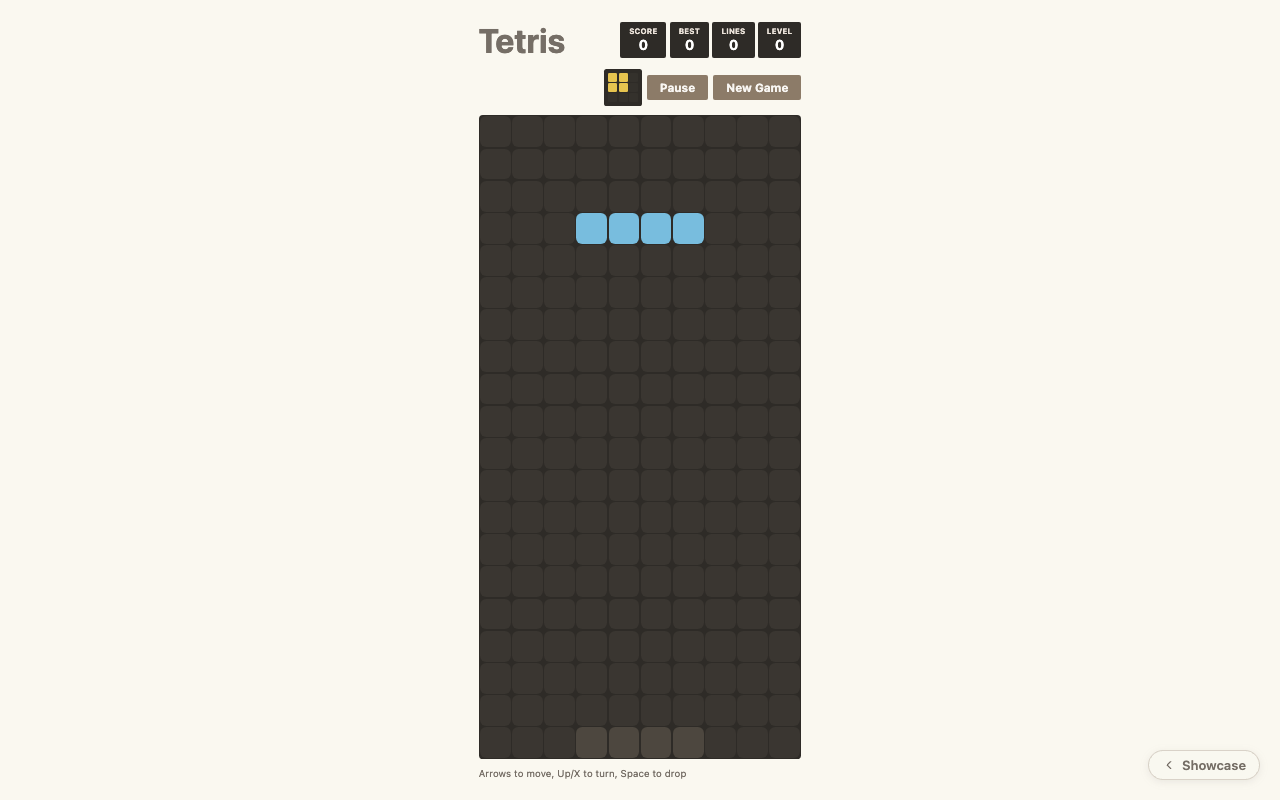 Tetris
SCORE
0
BEST
0
LINES
0
LEVEL
0
Pause
New Game
Arrows to move, Up/X to turn, Space to drop
Showcase